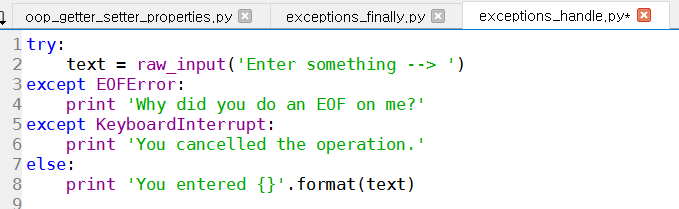 oop_getter_setter_properties.py exceptions_finally.py exceptions_handle.py*
1 try:
2     text = raw_input('Enter something --> ')
3 except EOFError:
4     print 'Why did you do an EOF on me?'
5 except KeyboardInterrupt:
6     print 'You cancelled the operation.'
7 else:
8     print 'You entered {}'.format(text)
9